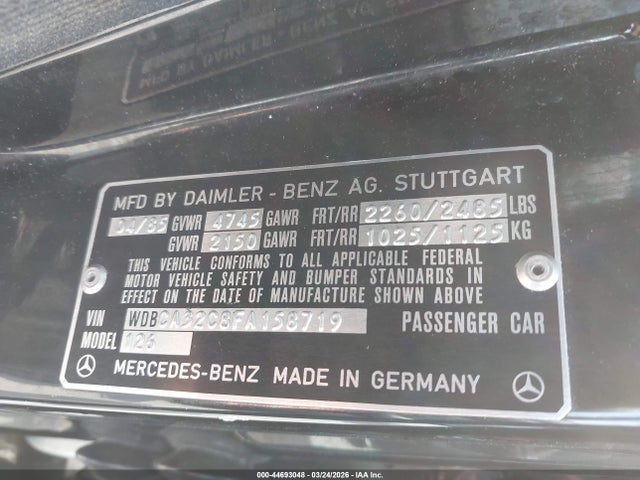 MFD BY DAIMLER - BENZ AG. STUTTGART
04/85 GVWR 4745 GAWR FRT/RR 2260/2485 LBS
GVWR 2150 GAWR FRT/RR 1025/1125 KG
THIS VEHICLE CONFORMS TO ALL APPLICABLE FEDERAL
MOTOR VEHICLE SAFETY AND BUMPER STANDARDS IN
EFFECT ON THE DATE OF MANUFACTURE SHOWN ABOVE
VIN WDBCA32C8FA158719 PASSENGER CAR
MODEL 126
MERCEDES-BENZ MADE IN GERMANY
000-44693048 - 03/24/2026 - IAA Inc.